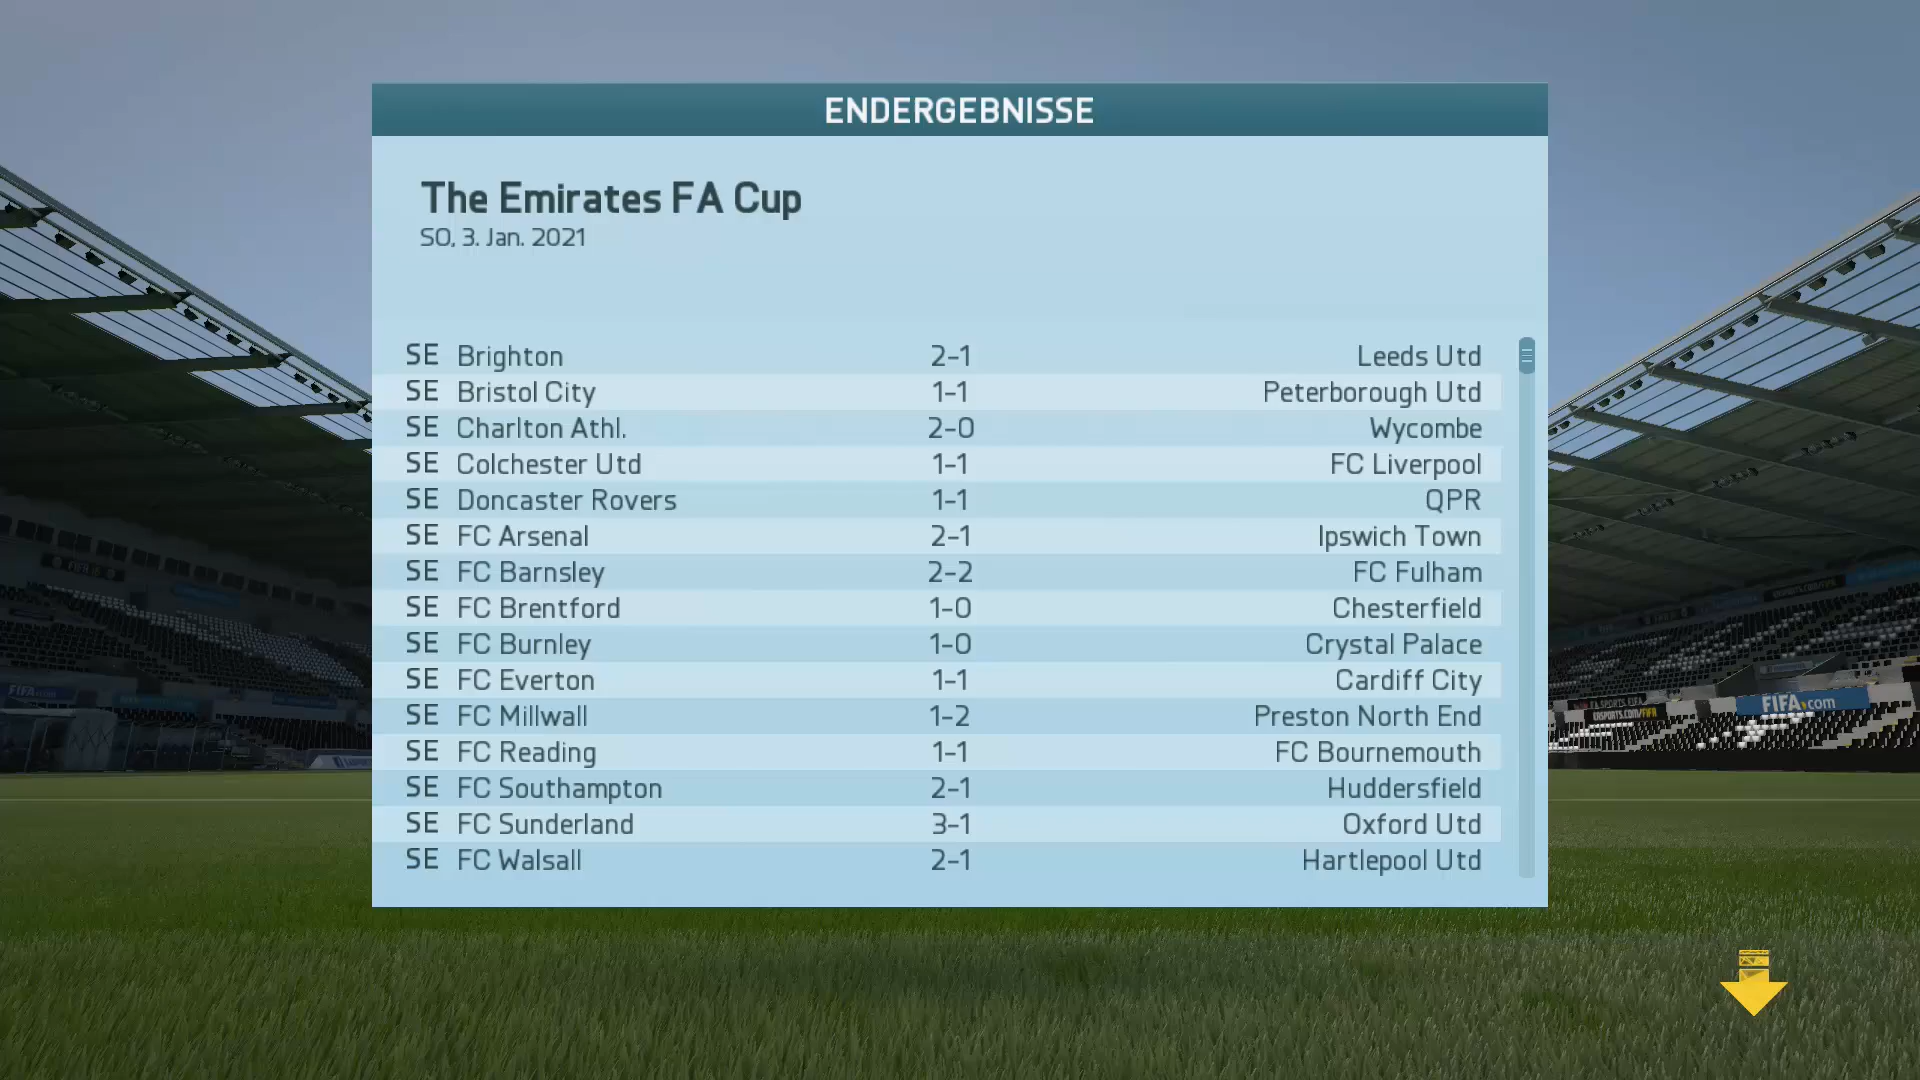 ENDERGEBNISSE
The Emirates FA Cup
SO, 3. Jan. 2021
SE Brighton 2-1 Leeds Utd
SE Bristol City 1-1 Peterborough Utd
SE Charlton Athl. 2-0 Wycombe
SE Colchester Utd 1-1 FC Liverpool
SE Doncaster Rovers 1-1 QPR
SE FC Arsenal 2-1 Ipswich Town
SE FC Barnsley 2-2 FC Fulham
SE FC Brentford 1-0 Chesterfield
SE FC Burnley 1-0 Crystal Palace
SE FC Everton 1-1 Cardiff City
SE FC Millwall 1-2 Preston North End
SE FC Reading 1-1 FC Bournemouth
SE FC Southampton 2-1 Huddersfield
SE FC Sunderland 3-1 Oxford Utd
SE FC Walsall 2-1 Hartlepool Utd
FIFA.com
FIFA.com
EASPORTS.COM/FIFA